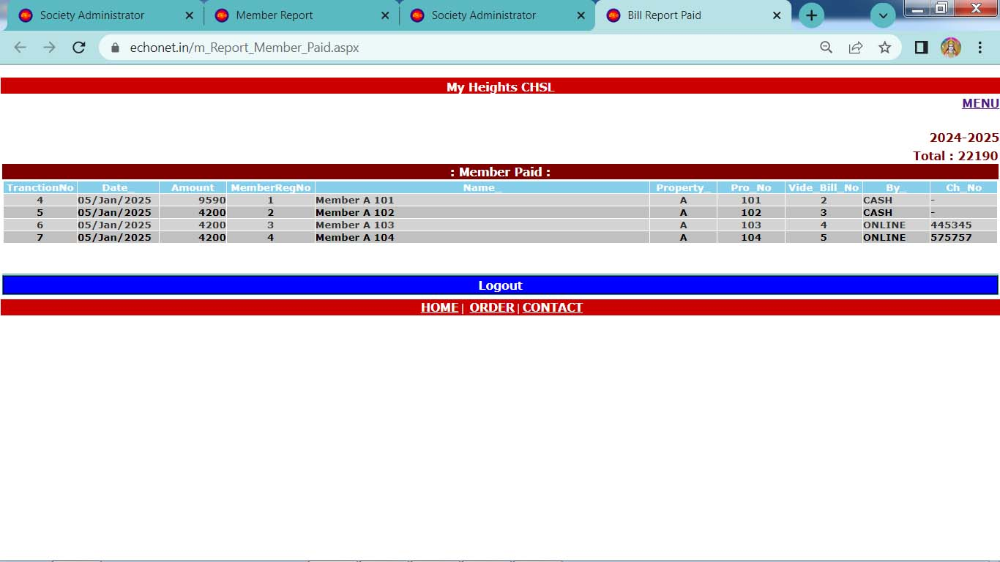 Society Administrator Member Report Society Administrator Bill Report Paid
echonet.in/m_Report_Member_Paid.aspx
My Heights CHSL
MENU
2024-2025
Total : 22190
: Member Paid :
TranctionNo Date_ Amount MemberRegNo Name_ Property_ Pro_No Vide_Bill_No By_ Ch_No
4 05/Jan/2025 9590 1 Member A 101 A 101 2 CASH -
5 05/Jan/2025 4200 2 Member A 102 A 102 3 CASH -
6 05/Jan/2025 4200 3 Member A 103 A 103 4 ONLINE 445345
7 05/Jan/2025 4200 4 Member A 104 A 104 5 ONLINE 575757
Logout
HOME | ORDER | CONTACT